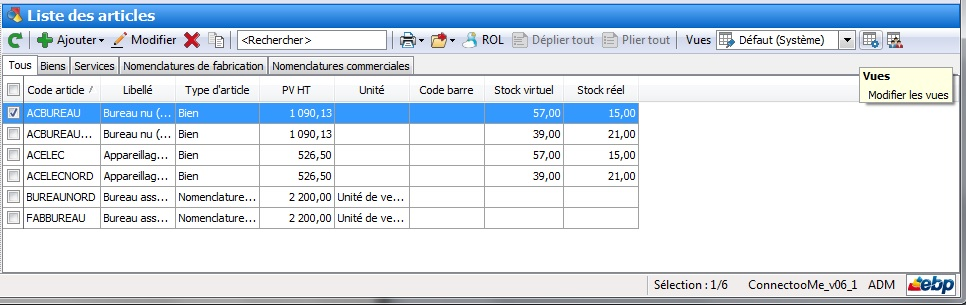 Liste des articles
Ajouter Modifier <Rechercher> ROL Déplier tout Plier tout Vues Défaut (Système)
Tous Biens Services Nomenclatures de fabrication Nomenclatures commerciales
Vues
Modifier les vues
Code article Libellé Type d'article PV HT Unité Code barre Stock virtuel Stock réel
ACBUREAU Bureau nu (... Bien 1 090,13 57,00 15,00
ACBUREAU... Bureau nu (... Bien 1 090,13 39,00 21,00
ACELEC Appareillag... Bien 526,50 57,00 15,00
ACELECNORD Appareillag... Bien 526,50 39,00 21,00
BUREAUNORD Bureau ass... Nomenclature... 2 200,00 Unité de ve...
FABBUREAU Bureau ass... Nomenclature... 2 200,00 Unité de ve...
Sélection : 1/6 ConnectooMe_v06_1 ADM ebp